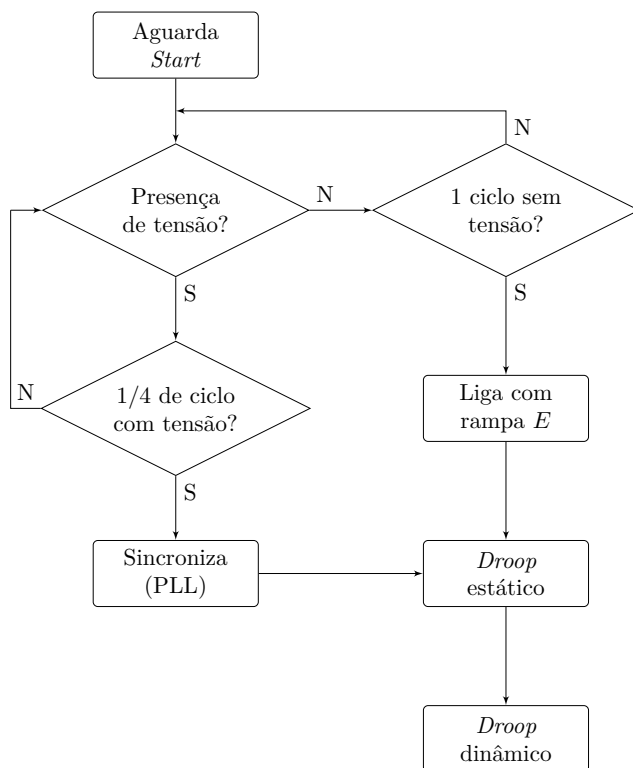 Aguarda
Start
N
Presença
de tensão?
N
1 ciclo sem
tensão?
S
S
N
1/4 de ciclo
com tensão?
Liga com
rampa E
S
Sincroniza
(PLL)
Droop
estático
Droop
dinâmico